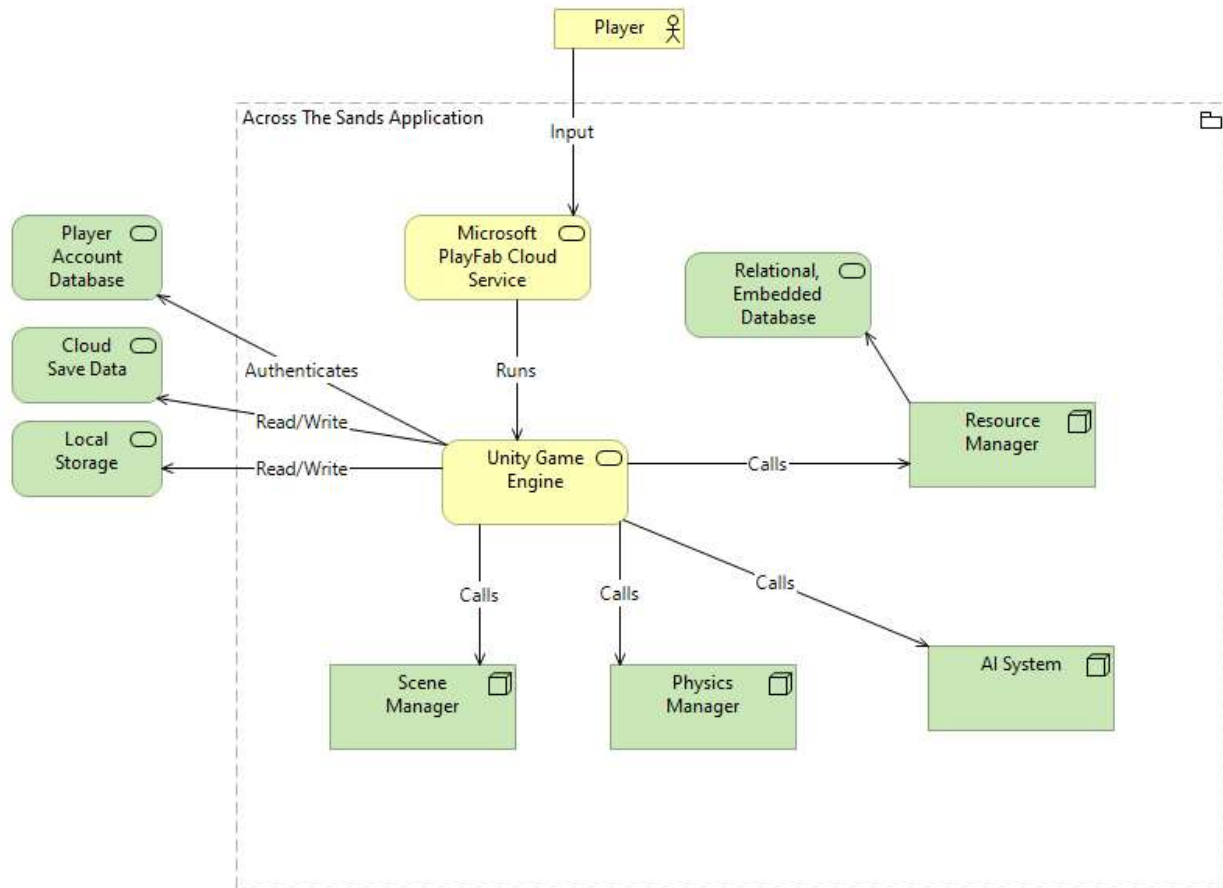 Player
Across The Sands Application
Input
Player
Account
Database
Microsoft
PlayFab Cloud
Service
Relational,
Embedded
Database
Cloud
Save Data
Authenticates
Runs
Read/Write
Resource
Manager
Local
Storage
Read/Write
Unity Game
Engine
Calls
Calls
Calls
Calls
Scene
Manager
Physics
Manager
AI System